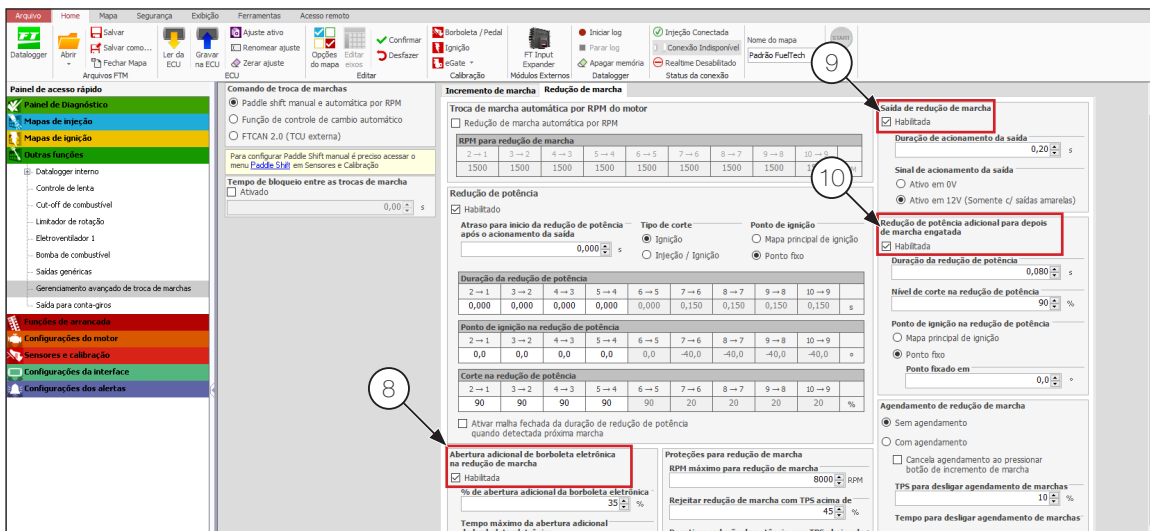 Arquivo Home Mapa Segurança Exibição Ferramentas Acesso remoto
FT
Datalogger
Abrir
Salvar
Salvar como...
Fechar Mapa
Arquivos FTM
Ler da ECU
Gravar na ECU
Ajuste ativo
Renomear ajuste
Zerar ajuste
ECU
Opções do mapa
Editar eixos
Confirmar
Desfazer
Editar
Borboleta / Pedal
Ignição
eGate
Calibração
FT Input Expander
Módulos Externos
Iniciar log
Parar log
Apagar memória
Datalogger
Injeção Conectada
Conexão Indisponível
Realtime Desabilitado
Status da conexão
Nome do mapa
Padrão FuelTech
START
Painel de acesso rápido
Painel de Diagnóstico
Mapas de injeção
Mapas de ignição
Outras funções
Datalogger interno
Controle de lenta
Cut-off de combustível
Limitador de rotação
Eletroventilador 1
Bomba de combustível
Saídas genéricas
Gerenciamento avançado de troca de marchas
Saída para conta-giros
Funções de arrancada
Configurações do motor
Sensores e calibração
Configurações da interface
Configurações dos alertas
Comando de troca de marchas
Paddle shift manual e automática por RPM
Função de controle de cambio automático
FTCAN 2.0 (TCU externa)
Para configurar Paddle Shift manual é preciso acessar o
menu Paddle Shift em Sensores e Calibração
Tempo de bloqueio entre as trocas de marcha
Ativado
0,00 s
Incremento de marcha Redução de marcha
Troca de marcha automática por RPM do motor
Redução de marcha automática por RPM
RPM para redução de marcha
2→1 3→2 4→3 5→4 6→5 7→6 8→7 9→8 10→9
1500 1500 1500 1500 1500 1500 1500 1500 1500
Redução de potência
Habilitado
Atraso para inicio da redução de potência
após o acionamento da saída
0,000 s
Tipo de corte
Ignição
Injeção / Ignição
Ponto de ignição
Mapa principal de ignição
Ponto fixo
Duração da redução de potência
2→1 3→2 4→3 5→4 6→5 7→6 8→7 9→8 10→9
0,000 0,000 0,000 0,000 0,000 0,150 0,150 0,150 0,150 s
Ponto de ignição na redução de potência
2→1 3→2 4→3 5→4 6→5 7→6 8→7 9→8 10→9
0,0 0,0 0,0 0,0 0,0 -40,0 -40,0 -40,0 -40,0 °
Corte na redução de potência
2→1 3→2 4→3 5→4 6→5 7→6 8→7 9→8 10→9
90 90 90 90 90 20 20 20 20 %
Ativar malha fechada da duração de redução de potência
quando detectada próxima marcha
8
Abertura adicional de borboleta eletrônica
na redução de marcha
Habilitada
% de abertura adicional da borboleta eletrônica
35 %
Tempo máximo da abertura adicional
Proteções para redução de marcha
RPM máximo para redução de marcha
8000 RPM
Rejeitar redução de marcha com TPS acima de
45 %
9
Saída de redução de marcha
Habilitada
Duração de acionamento da saída
0,20 s
Sinal de acionamento da saída
Ativo em 0V
Ativo em 12V (Somente c/ saídas amarelas)
10
Redução de potência adicional para depois
de marcha engatada
Habilitada
Duração da redução de potência
0,080 s
Nível de corte na redução de potência
90 %
Ponto de ignição na redução de potência
Mapa principal de ignição
Ponto fixo
Ponto fixado em
0,0 °
Agendamento de redução de marcha
Sem agendamento
Com agendamento
Cancela agendamento ao pressionar
botão de incremento de marcha
TPS para desligar agendamento de marchas
10 %
Tempo para desligar agendamento de marchas